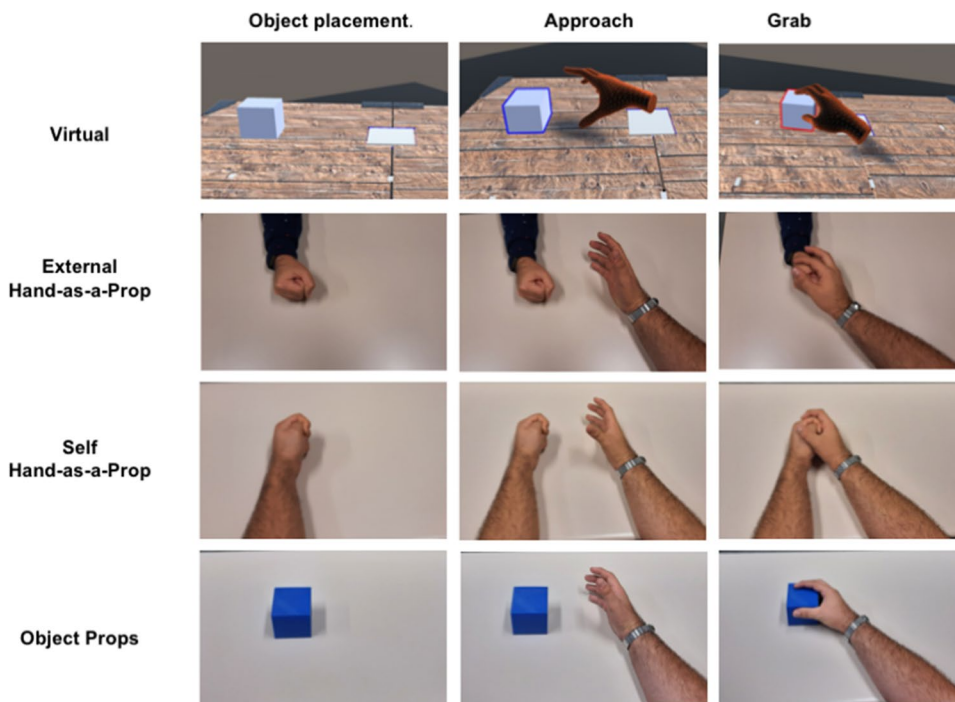 Object placement.
Approach
Grab
Virtual
External
Hand-as-a-Prop
Self
Hand-as-a-Prop
Object Props